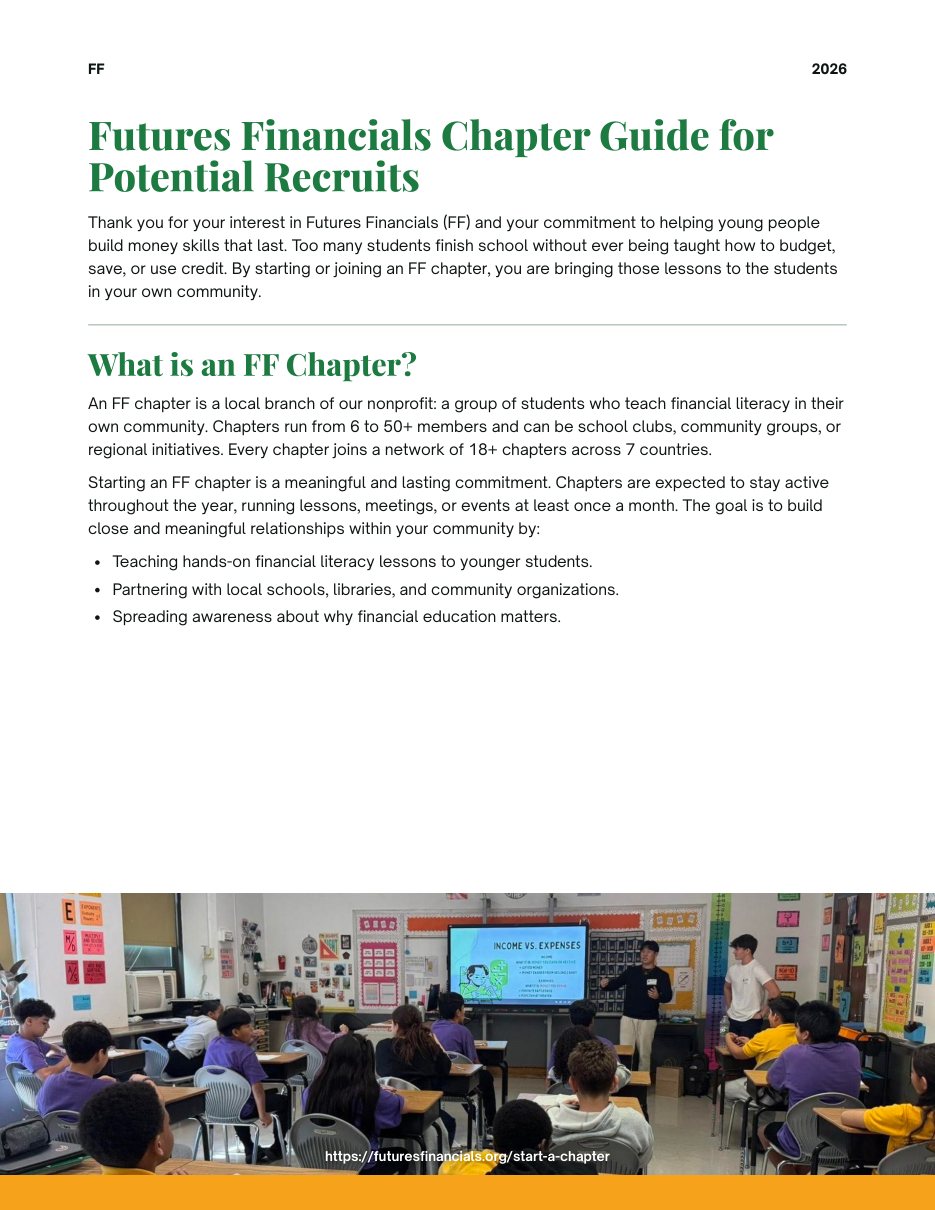 FF
2026
Futures Financials Chapter Guide for
Potential Recruits
Thank you for your interest in Futures Financials (FF) and your commitment to helping young people
build money skills that last. Too many students finish school without ever being taught how to budget,
save, or use credit. By starting or joining an FF chapter, you are bringing those lessons to the students
in your own community.
What is an FF Chapter?
An FF chapter is a local branch of our nonprofit: a group of students who teach financial literacy in their
own community. Chapters run from 6 to 50+ members and can be school clubs, community groups, or
regional initiatives. Every chapter joins a network of 18+ chapters across 7 countries.
Starting an FF chapter is a meaningful and lasting commitment. Chapters are expected to stay active
throughout the year, running lessons, meetings, or events at least once a month. The goal is to build
close and meaningful relationships within your community by:
• Teaching hands-on financial literacy lessons to younger students.
• Partnering with local schools, libraries, and community organizations.
• Spreading awareness about why financial education matters.
E
EXPONENTS
M/D
A/S
INCOME VS. EXPENSES
INCOME
EXPENSES
https://futuresfinancials.org/start-a-chapter